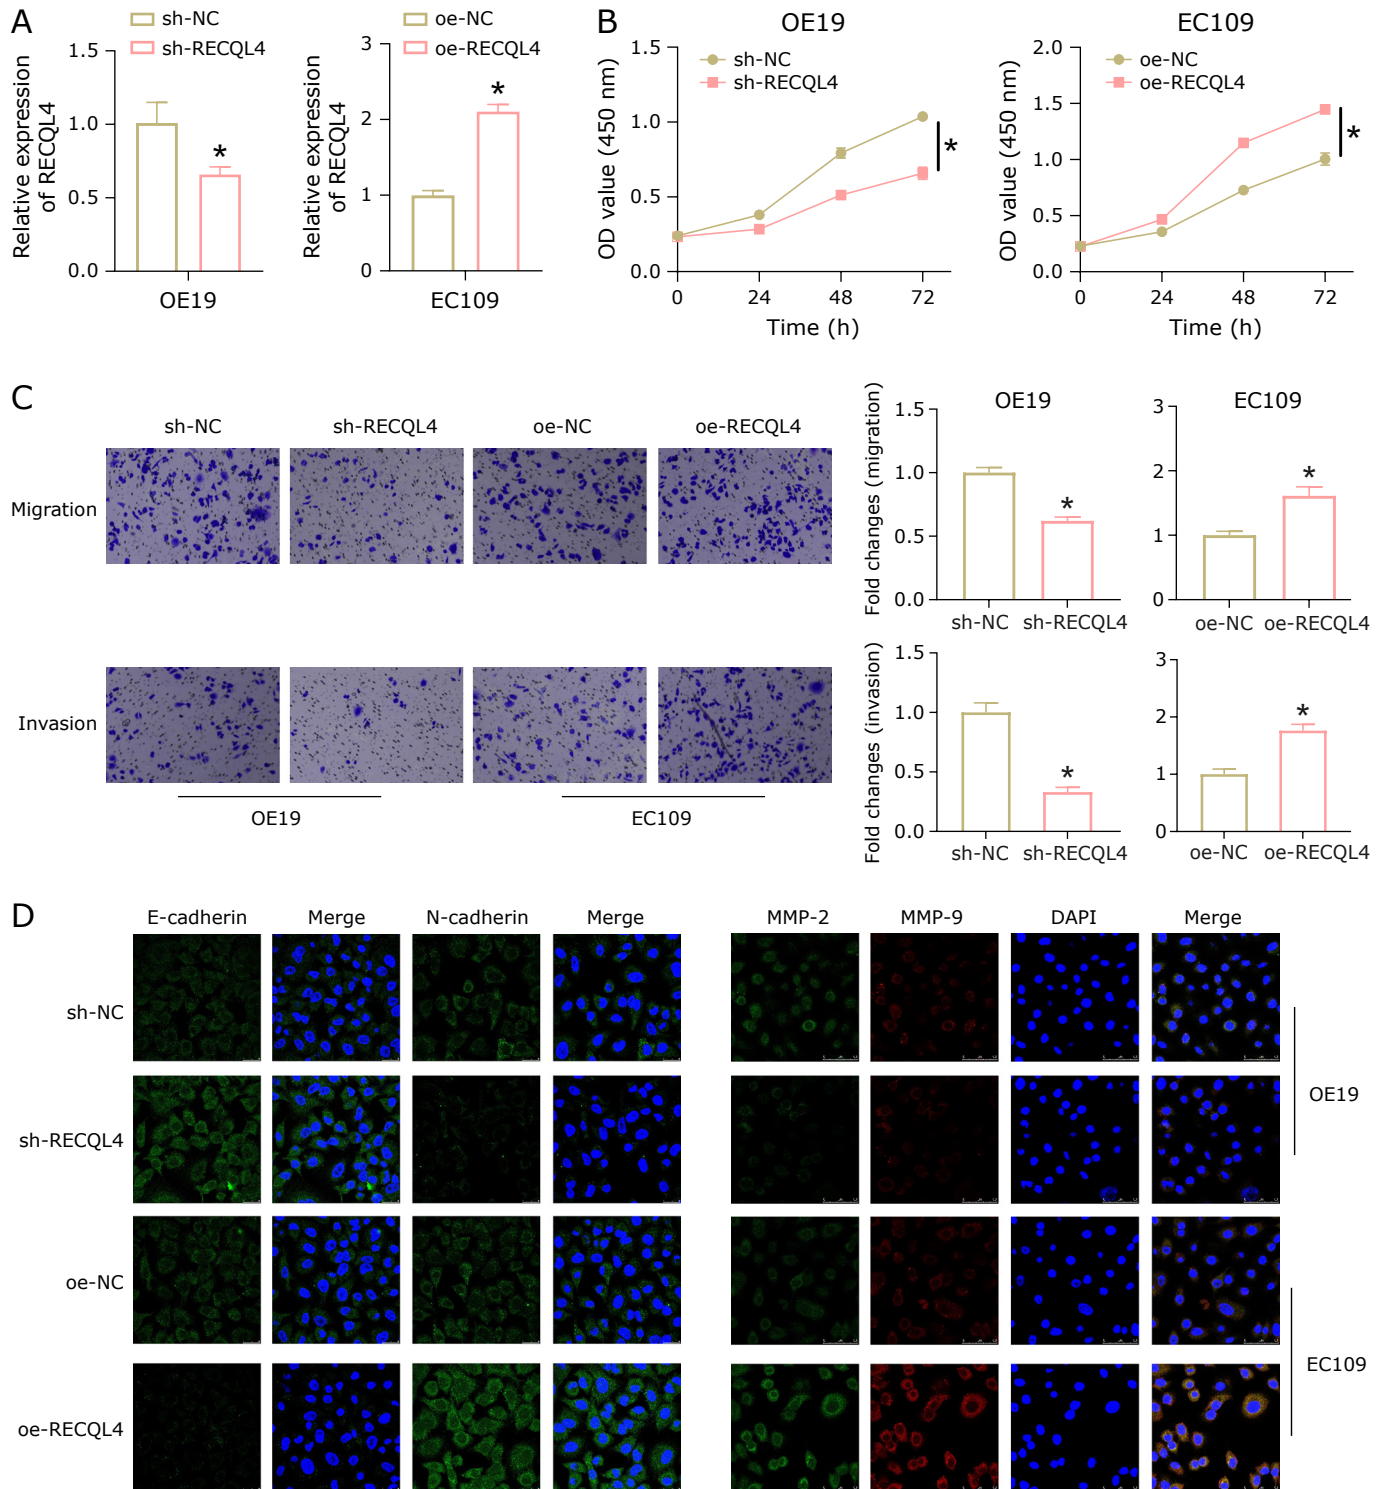 A
sh-NC
sh-RECQL4
Relative expression
of RECQL4
1.5
1.0
0.5
0.0
*
OE19
oe-NC
oe-RECQL4
Relative expression
of RECQL4
3
2
1
0
*
EC109
B
OE19
sh-NC
sh-RECQL4
OD value (450 nm)
1.5
1.0
0.5
0.0
*
0 24 48 72
Time (h)
EC109
oe-NC
oe-RECQL4
OD value (450 nm)
2.0
1.5
1.0
0.5
0.0
*
0 24 48 72
Time (h)
C
sh-NC sh-RECQL4 oe-NC oe-RECQL4
Migration
Invasion
OE19 EC109
OE19
Fold changes (migration)
1.5
1.0
0.5
0.0
*
sh-NC sh-RECQL4
EC109
3
2
1
0
*
oe-NC oe-RECQL4
Fold changes (invasion)
1.5
1.0
0.5
0.0
*
sh-NC sh-RECQL4
3
2
1
0
*
oe-NC oe-RECQL4
D
E-cadherin Merge N-cadherin Merge MMP-2 MMP-9 DAPI Merge
sh-NC
sh-RECQL4
OE19
oe-NC
oe-RECQL4
EC109